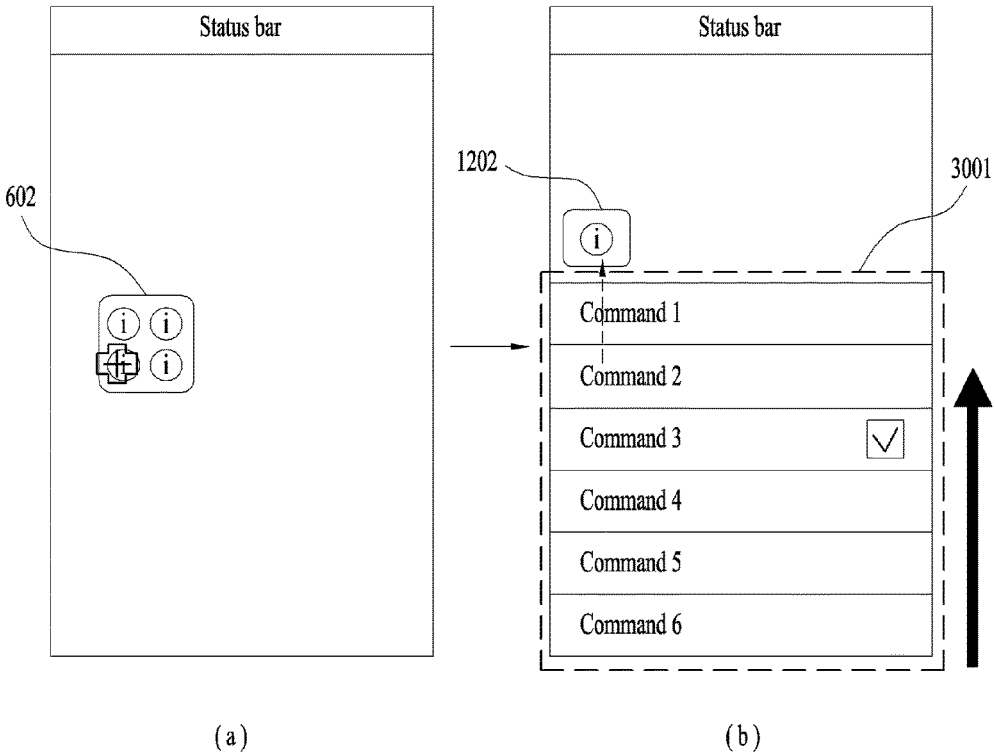 Status bar
602
i i
i i
(a)
Status bar
1202
3001
i
Command 1
Command 2
Command 3
Command 4
Command 5
Command 6
(b)